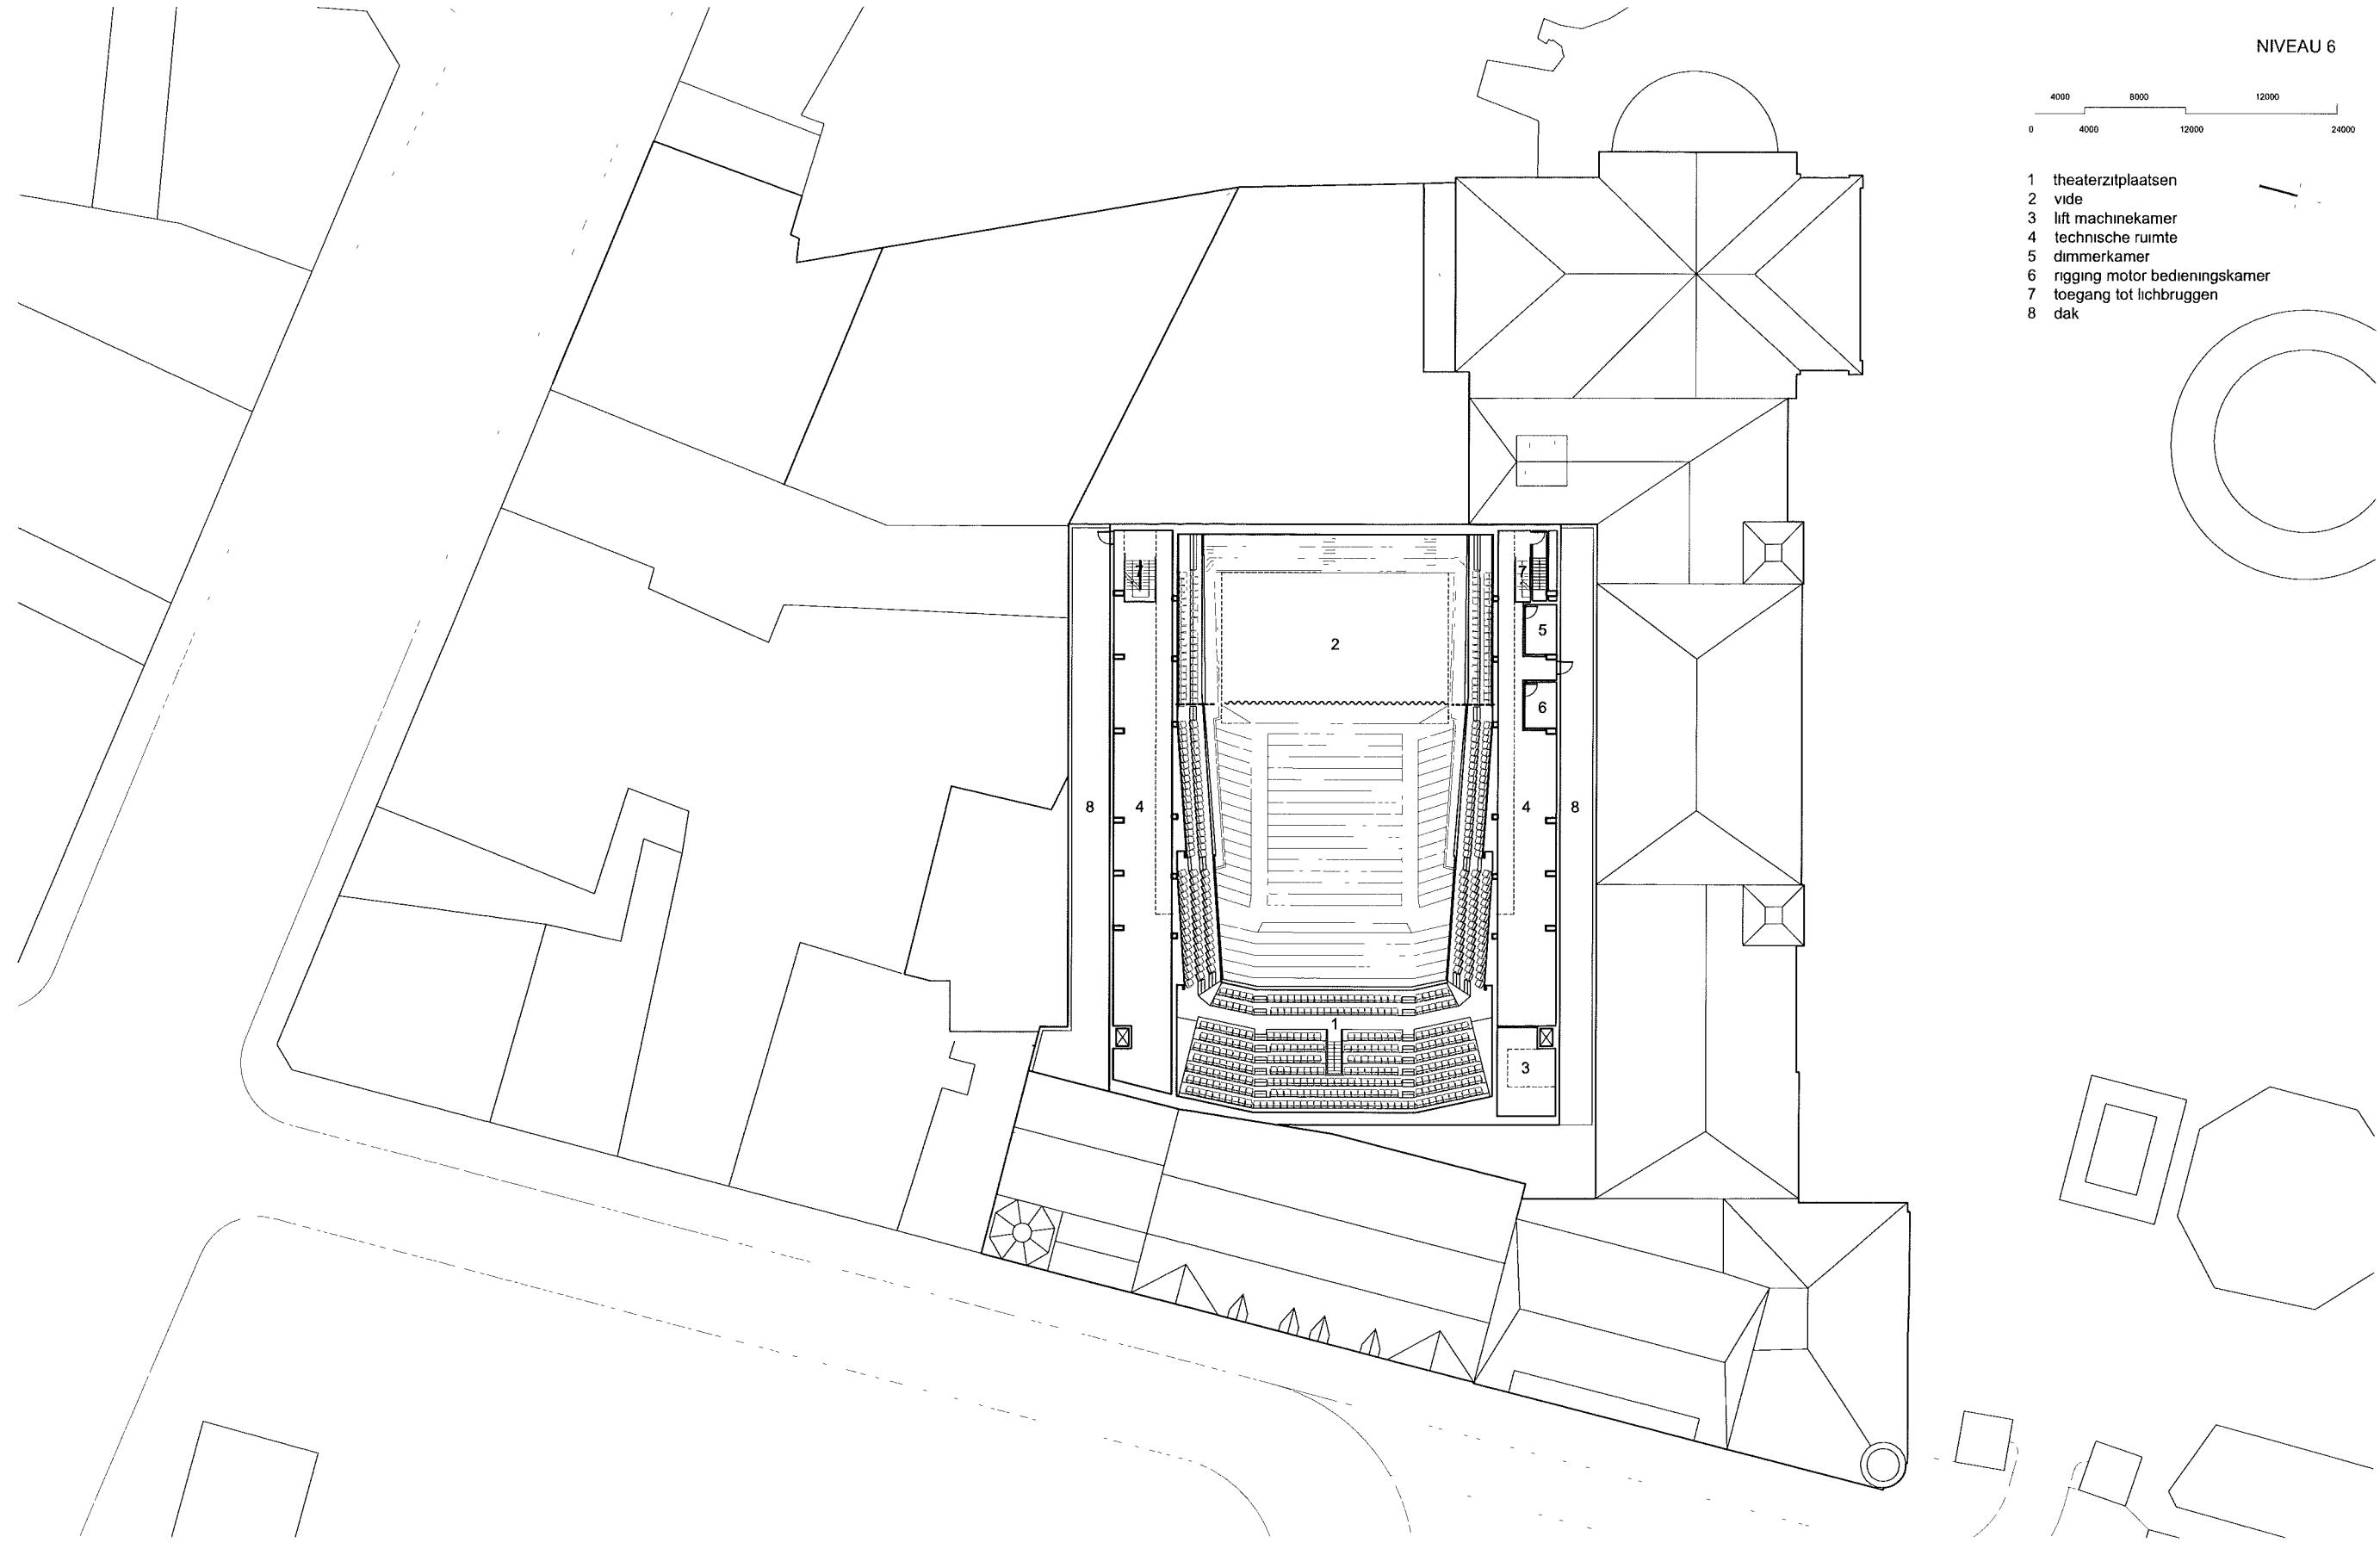 NIVEAU 6
4000 8000 12000
0 4000 12000 24000
1 theaterzitplaatsen
2 vide
3 lift machinekamer
4 technische ruimte
5 dimmerkamer
6 rigging motor bedieningskamer
7 toegang tot lichbruggen
8 dak
7 7
5
2
6
8 4 4 8
1
3